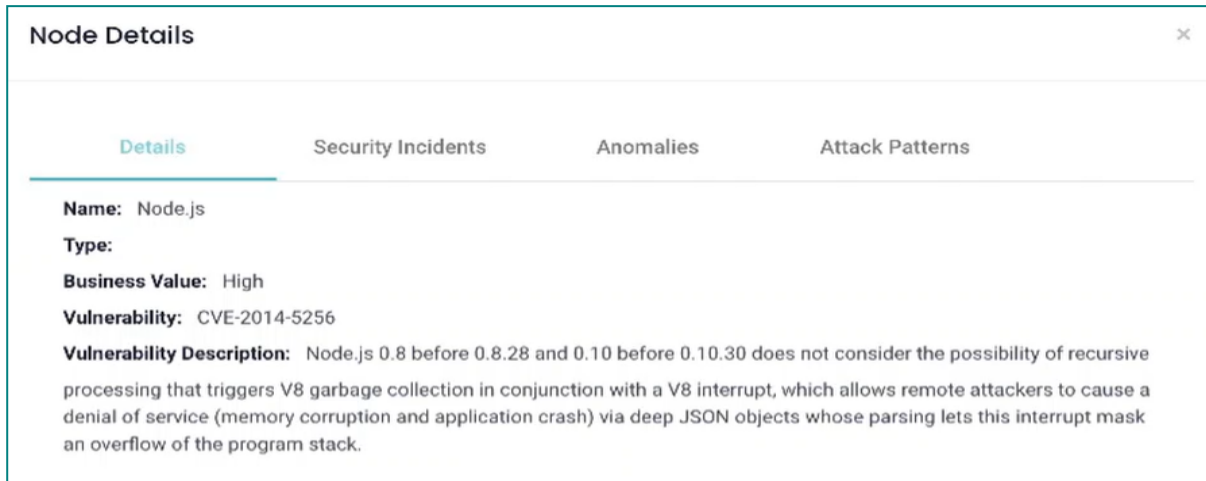 Node Details
×
Details Security Incidents Anomalies Attack Patterns
Name: Node.js
Type:
Business Value: High
Vulnerability: CVE-2014-5256
Vulnerability Description: Node.js 0.8 before 0.8.28 and 0.10 before 0.10.30 does not consider the possibility of recursive
processing that triggers V8 garbage collection in conjunction with a V8 interrupt, which allows remote attackers to cause a
denial of service (memory corruption and application crash) via deep JSON objects whose parsing lets this interrupt mask
an overflow of the program stack.